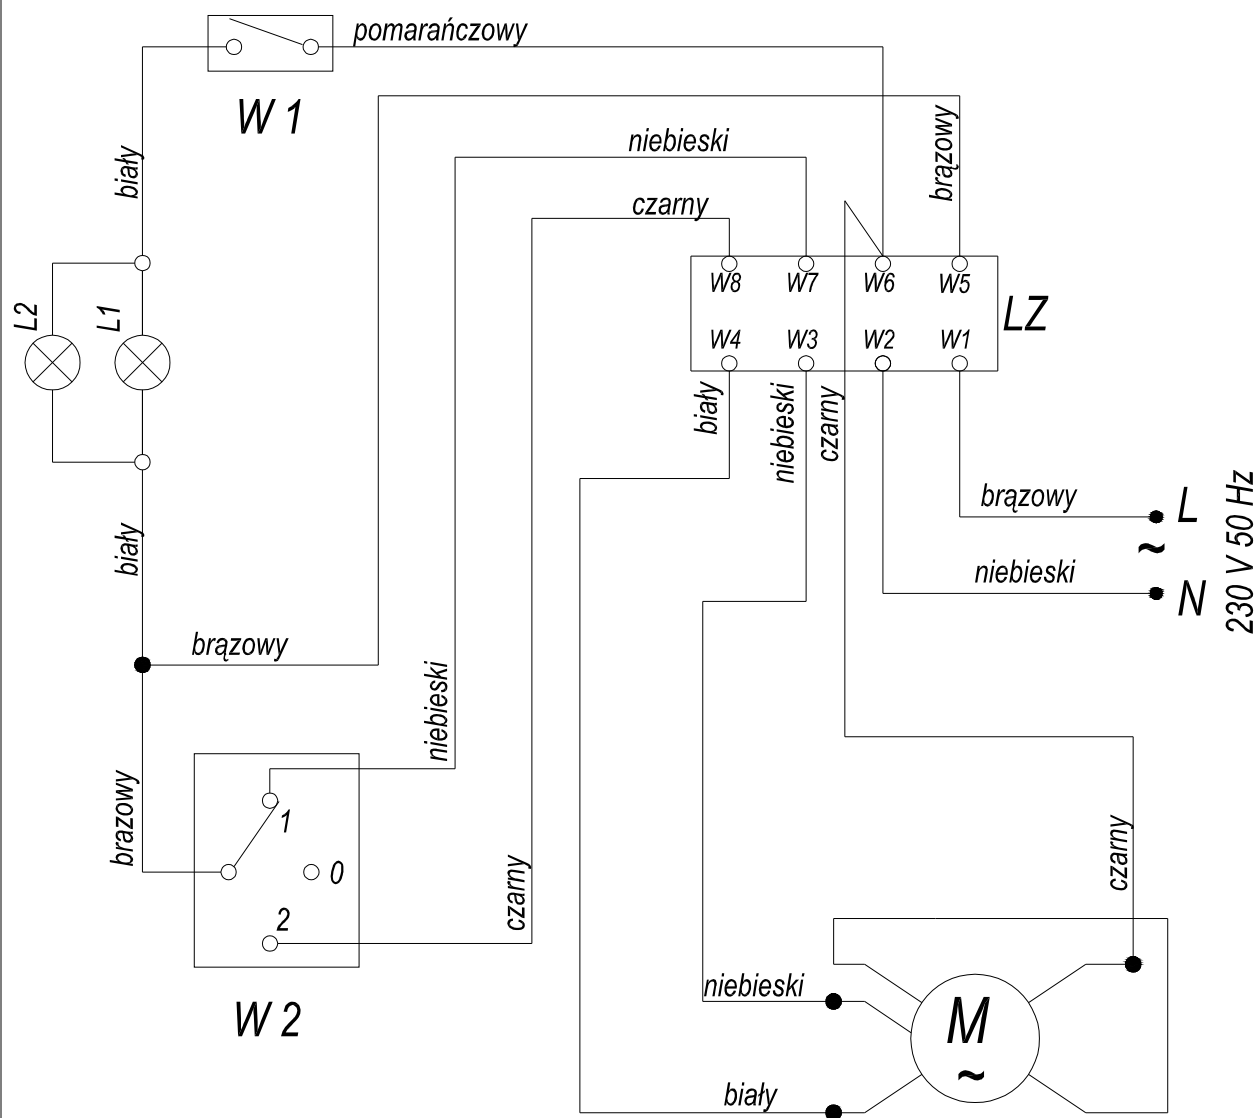 pomarańczowy
W 1
biały
niebieski
brązowy
czarny
W8
W7
W6
W5
LZ
W4
W3
W2
W1
L2
L1
biały
niebieski
czarny
brązowy
L
~
niebieski
N
230 V 50 Hz
biały
brązowy
niebieski
brazowy
1
0
2
czarny
W 2
czarny
niebieski
M
~
biały